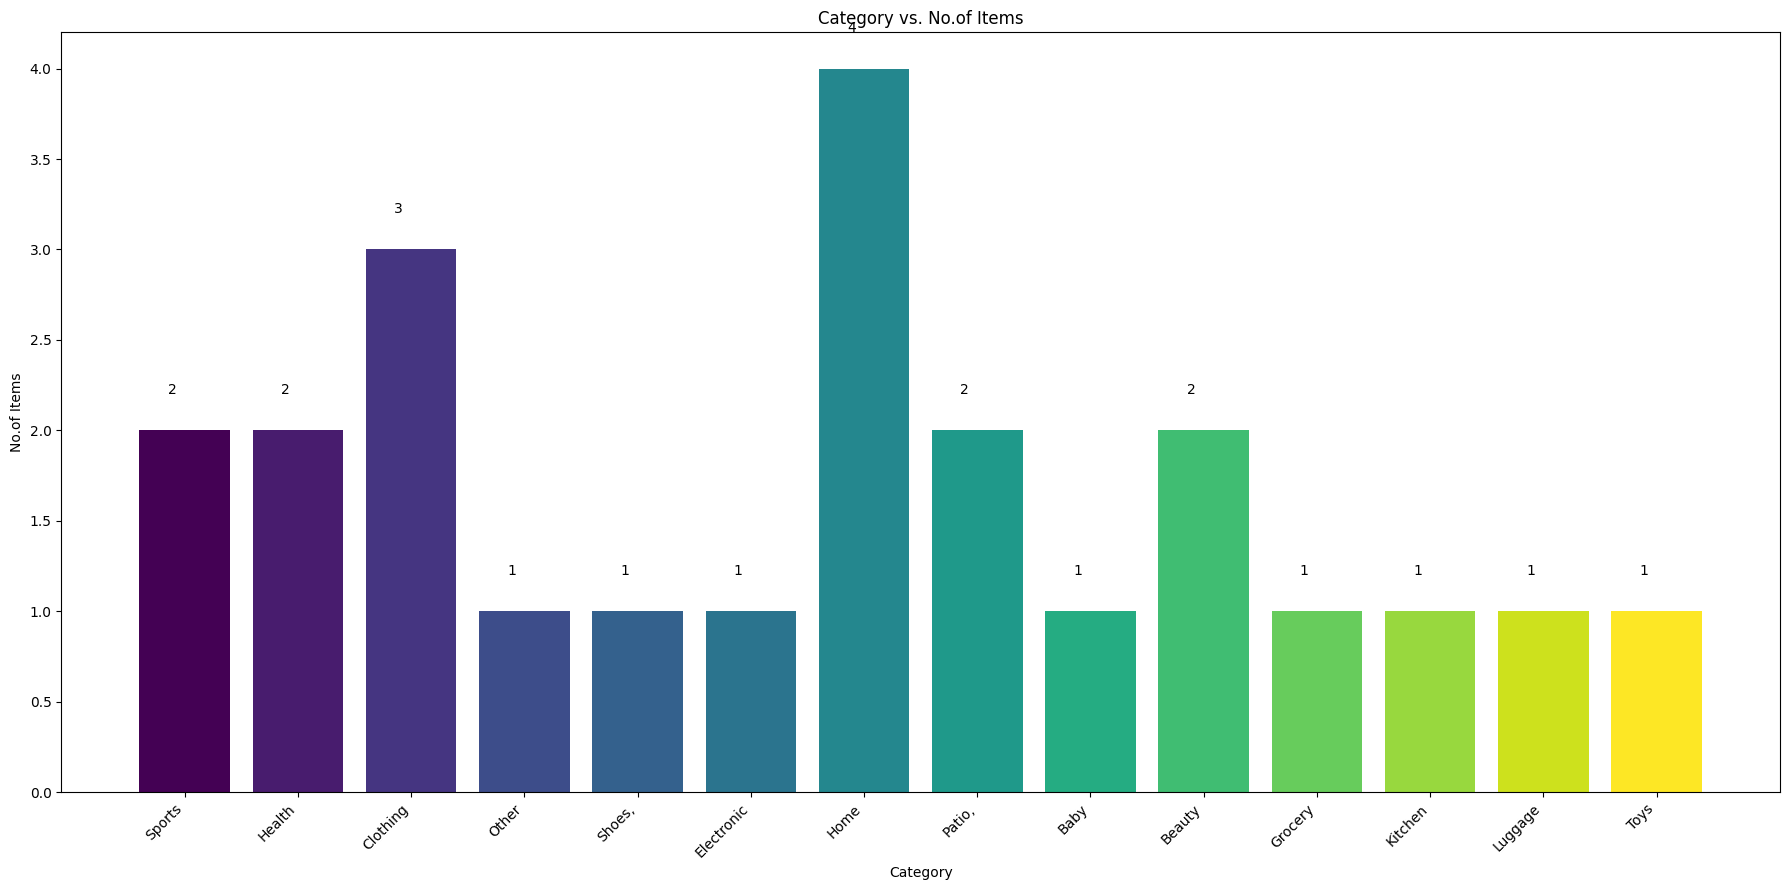 Category vs. No.of Items
4
4.0
3.5
3
3.0
2.5
2 2 2 2
2.0
1.5
1 1 1 1 1 1 1 1
1.0
0.5
0.0
No.of Items
Sports Health Clothing Other Shoes, Electronic Home Patio, Baby Beauty Grocery Kitchen Luggage Toys
Category